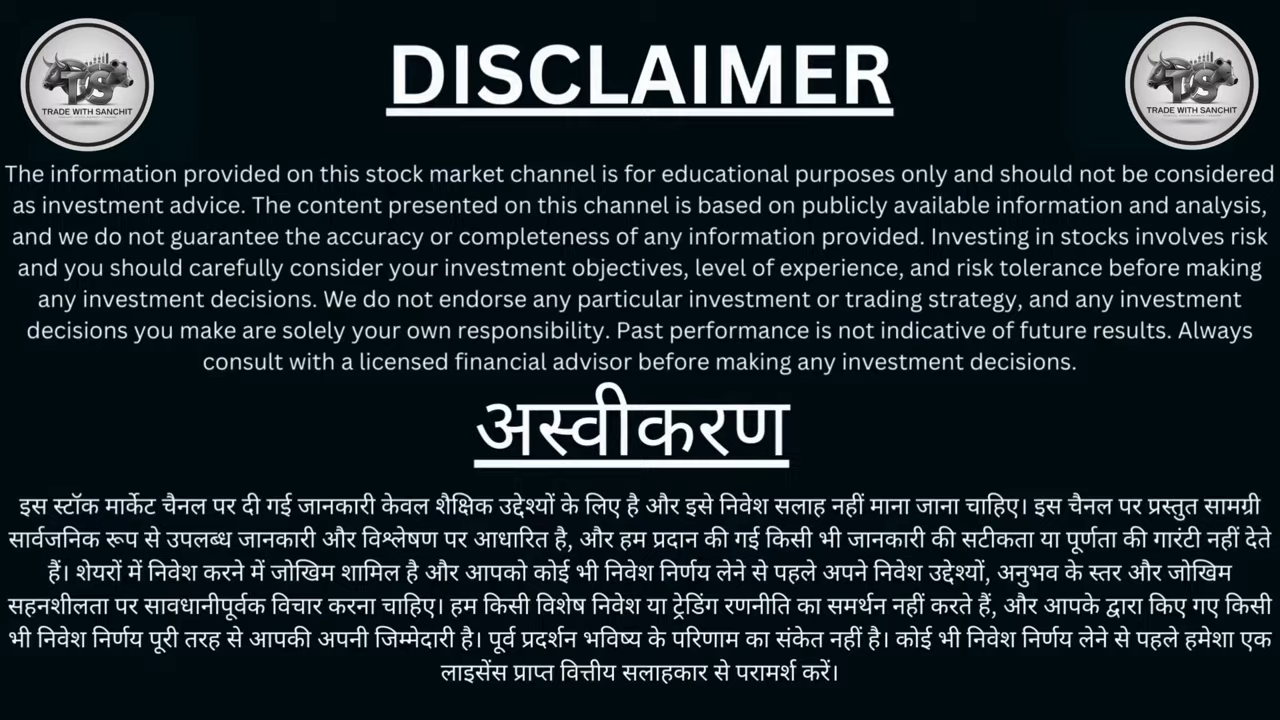 DISCLAIMER
TS
TRADE WITH SANCHIT
TS
TRADE WITH SANCHIT
The information provided on this stock market channel is for educational purposes only and should not be considered
as investment advice. The content presented on this channel is based on publicly available information and analysis,
and we do not guarantee the accuracy or completeness of any information provided. Investing in stocks involves risk
and you should carefully consider your investment objectives, level of experience, and risk tolerance before making
any investment decisions. We do not endorse any particular investment or trading strategy, and any investment
decisions you make are solely your own responsibility. Past performance is not indicative of future results. Always
consult with a licensed financial advisor before making any investment decisions.
अस्वीकरण
इस स्टॉक मार्केट चैनल पर दी गई जानकारी केवल शैक्षिक उद्देश्यों के लिए है और इसे निवेश सलाह नहीं माना जाना चाहिए। इस चैनल पर प्रस्तुत सामग्री
सार्वजनिक रूप से उपलब्ध जानकारी और विश्लेषण पर आधारित है, और हम प्रदान की गई किसी भी जानकारी की सटीकता या पूर्णता की गारंटी नहीं देते
हैं। शेयरों में निवेश करने में जोखिम शामिल है और आपको कोई भी निवेश निर्णय लेने से पहले अपने निवेश उद्देश्यों, अनुभव के स्तर और जोखिम
सहनशीलता पर सावधानीपूर्वक विचार करना चाहिए। हम किसी विशेष निवेश या ट्रेडिंग रणनीति का समर्थन नहीं करते हैं, और आपके द्वारा किए गए किसी
भी निवेश निर्णय पूरी तरह से आपकी अपनी जिम्मेदारी है। पूर्व प्रदर्शन भविष्य के परिणाम का संकेत नहीं है। कोई भी निवेश निर्णय लेने से पहले हमेशा एक
लाइसेंस प्राप्त वित्तीय सलाहकार से परामर्श करें।